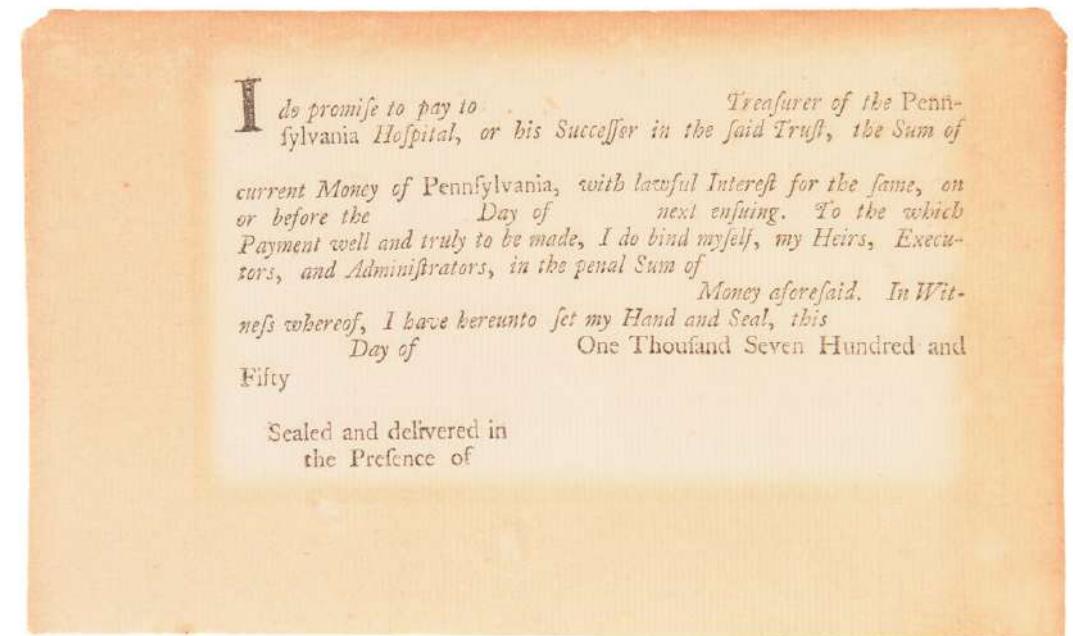 I do promiſe to pay to Treaſurer of the Penn-
ſylvania Hoſpital, or his Succeſſor in the ſaid Truſt, the Sum of
current Money of Pennſylvania, with lawful Intereſt for the ſame, on
or before the Day of next enſuing. To the which
Payment well and truly to be made, I do bind myſelf, my Heirs, Execu-
tors, and Adminiſtrators, in the penal Sum of
Money aforeſaid. In Wit-
neſs whereof, I have hereunto ſet my Hand and Seal, this
Day of One Thouſand Seven Hundred and
Fifty
Sealed and delivered in
the Preſence of